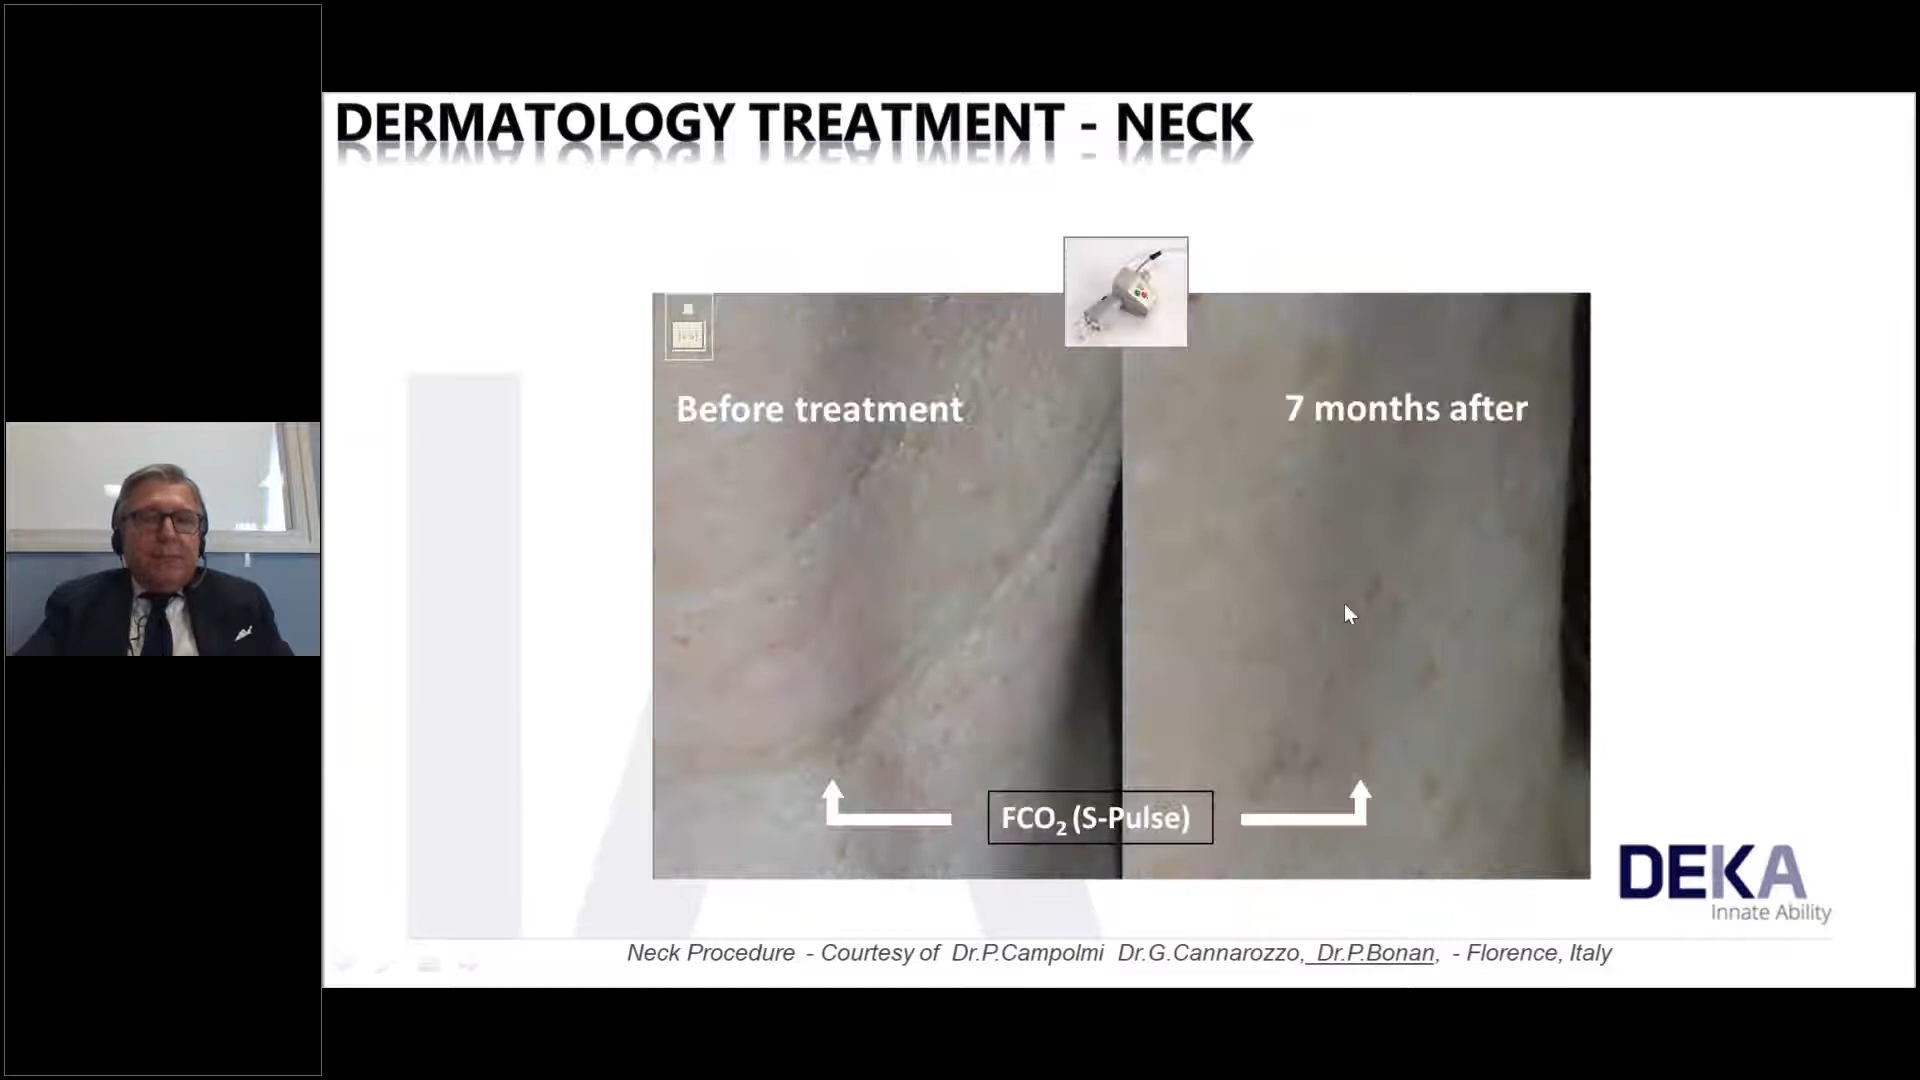 DERMATOLOGY TREATMENT - NECK
Before treatment
7 months after
FCO₂ (S-Pulse)
DEKA
Innate Ability
Neck Procedure - Courtesy of Dr.P.Campolmi Dr.G.Cannarozzo, Dr.P.Bonan, - Florence, Italy